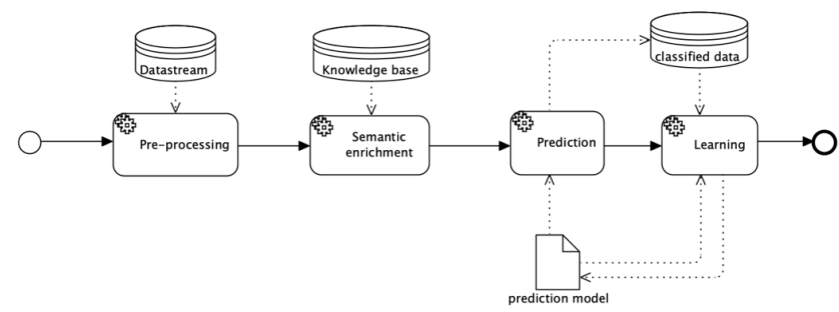 Datastream
Knowledge base
classified data
Pre-processing
Semantic
enrichment
Prediction
Learning
prediction model